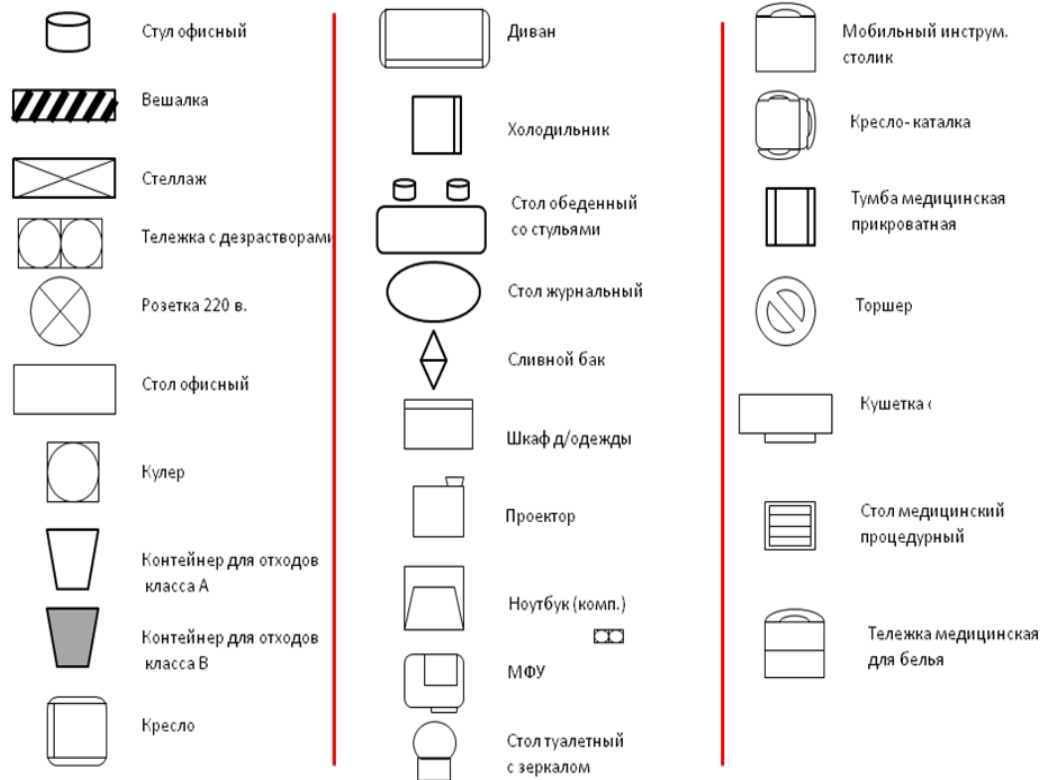 Стул офисный
Вешалка
Стеллаж
Тележка с дезрастворами
Розетка 220 в.
Стол офисный
Кулер
Контейнер для отходов
класса А
Контейнер для отходов
класса В
Кресло
Диван
Холодильник
Стол обеденный
со стульями
Стол журнальный
Сливной бак
Шкаф д/одежды
Проектор
Ноутбук (комп.)
МФУ
Стол туалетный
с зеркалом
Мобильный инструм.
столик
Кресло- каталка
Тумба медицинская
прикроватная
Торшер
Кушетка с
Стол медицинский
процедурный
Тележка медицинская
для белья